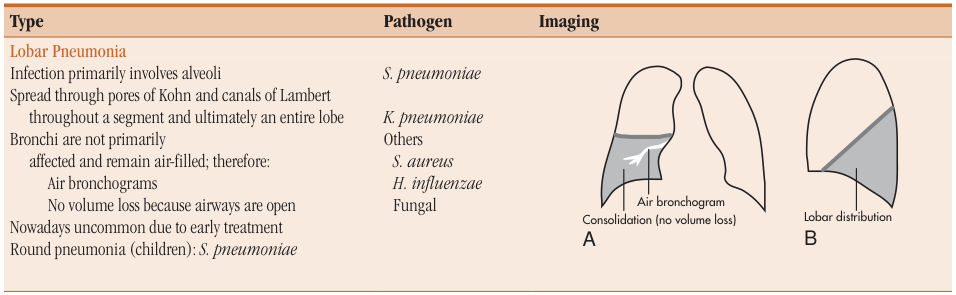 Type Pathogen Imaging
Lobar Pneumonia
Infection primarily involves alveoli S. pneumoniae
Spread through pores of Kohn and canals of Lambert
throughout a segment and ultimately an entire lobe K. pneumoniae
Bronchi are not primarily Others
affected and remain air-filled; therefore: S. aureus
Air bronchograms H. influenzae
No volume loss because airways are open Fungal
Nowadays uncommon due to early treatment
Round pneumonia (children): S. pneumoniae
Air bronchogram
Consolidation (no volume loss)
A
Lobar distribution
B